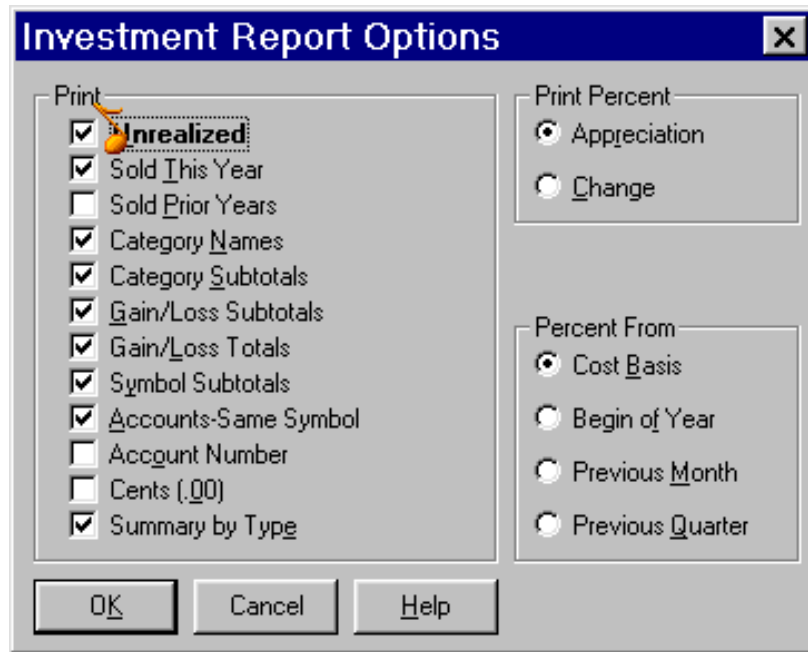 Investment Report Options
Print
Unrealized
Sold This Year
Sold Prior Years
Category Names
Category Subtotals
Gain/Loss Subtotals
Gain/Loss Totals
Symbol Subtotals
Accounts-Same Symbol
Account Number
Cents (.00)
Summary by Type
Print Percent
Appreciation
Change
Percent From
Cost Basis
Begin of Year
Previous Month
Previous Quarter
OK
Cancel
Help